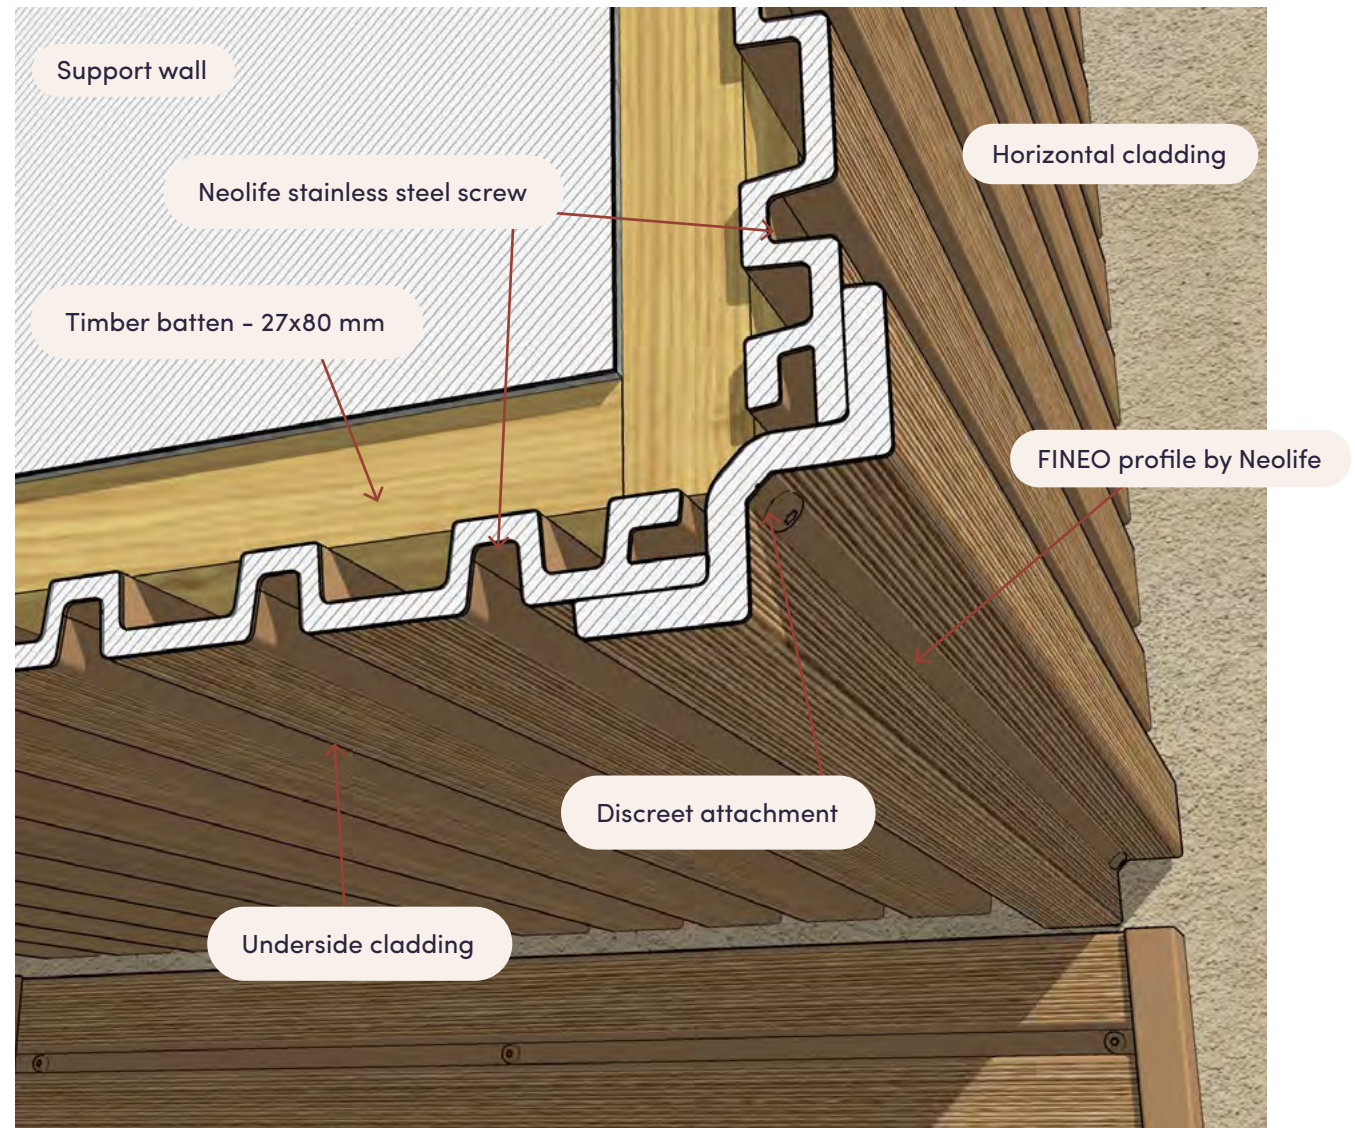 Support wall
Horizontal cladding
Neolife stainless steel screw
Timber batten - 27x80 mm
FINEO profile by Neolife
Discreet attachment
Underside cladding